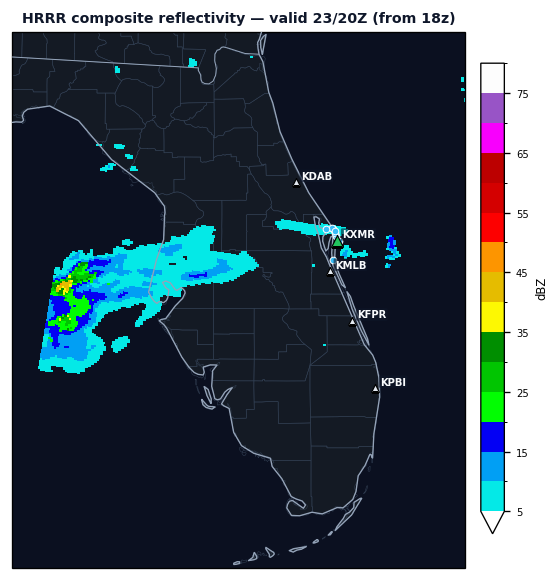 HRRR composite reflectivity — valid 23/20Z (from 18z)
KDAB
KXMR
KMLB
KFPR
KPBI
75
65
55
45
35
25
15
5
dBZ